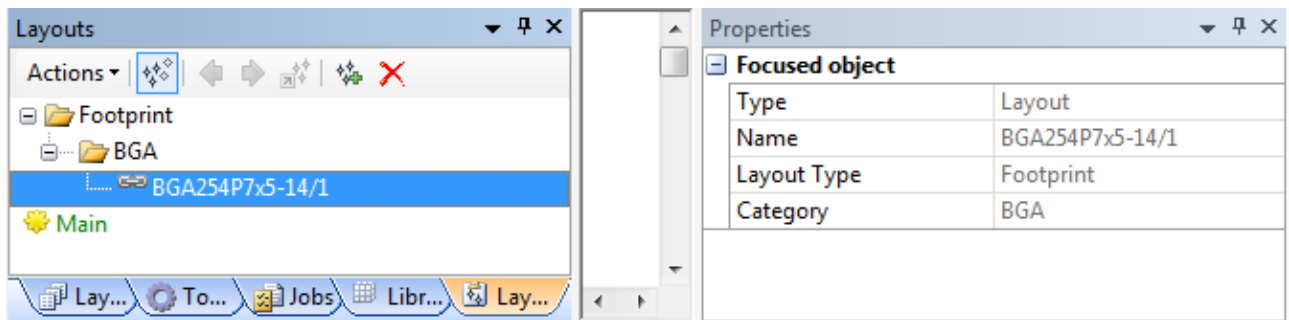 Layouts
Actions
Footprint
BGA
BGA254P7x5-14/1
Main
Lay... To... Jobs Libr... Lay...
Properties
Focused object
Type Layout
Name BGA254P7x5-14/1
Layout Type Footprint
Category BGA